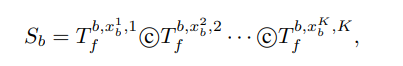 S_b = T_f^{b,x_b^1,1} ©T_f^{b,x_b^2,2} ··· ©T_f^{b,x_b^K,K},